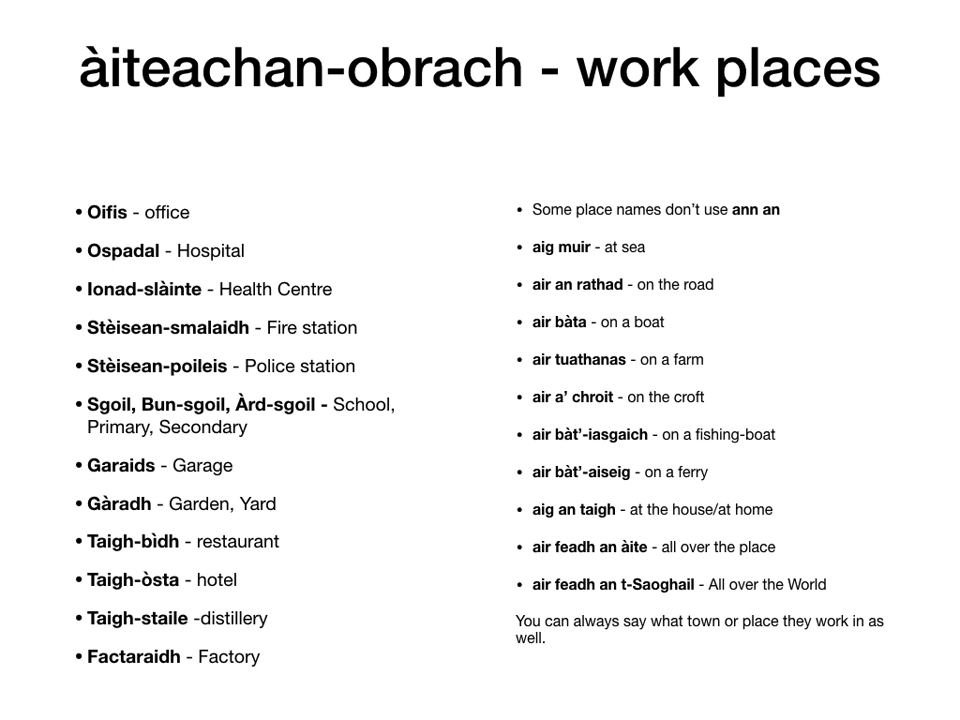 àiteachan-obrach - work places
• Oifis - office
• Ospadal - Hospital
• Ionad-slàinte - Health Centre
• Stèisean-smalaidh - Fire station
• Stèisean-poileis - Police station
• Sgoil, Bun-sgoil, Àrd-sgoil - School,
Primary, Secondary
• Garaids - Garage
• Gàradh - Garden, Yard
• Taigh-bìdh - restaurant
• Taigh-òsta - hotel
• Taigh-staile -distillery
• Factaraidh - Factory
• Some place names don’t use ann an
• aig muir - at sea
• air an rathad - on the road
• air bàta - on a boat
• air tuathanas - on a farm
• air a’ chroit - on the croft
• air bàt’-iasgaich - on a fishing-boat
• air bàt’-aiseig - on a ferry
• aig an taigh - at the house/at home
• air feadh an àite - all over the place
• air feadh an t-Saoghail - All over the World
You can always say what town or place they work in as
well.